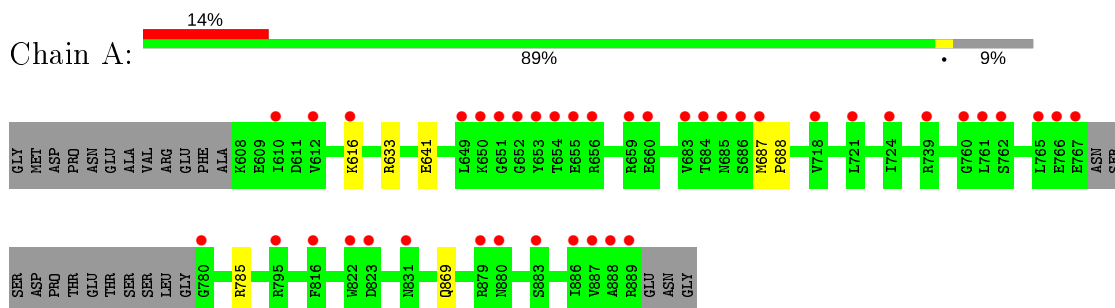 14%
Chain A:
89% • 9%
GLY MET ASP PRO ASN GLU ALA VAL ARG GLU PHE ALA K608 E609 I610 D611 V612 K616 R633 E641 L649 K650 G651 G652 Y653 T654 E655 R656 R659 E660 V683 T684 N685 S686 M687 P688 V718 L721 I724 R739 G760 L761 S762 L765 E766 E767 ASN SER
SER ASP PRO THR GLU THR SER SER LEU GLY G780 R785 R795 F816 W822 D823 N831 Q869 R879 N880 S883 I886 V887 A888 R889 GLU ASN GLY